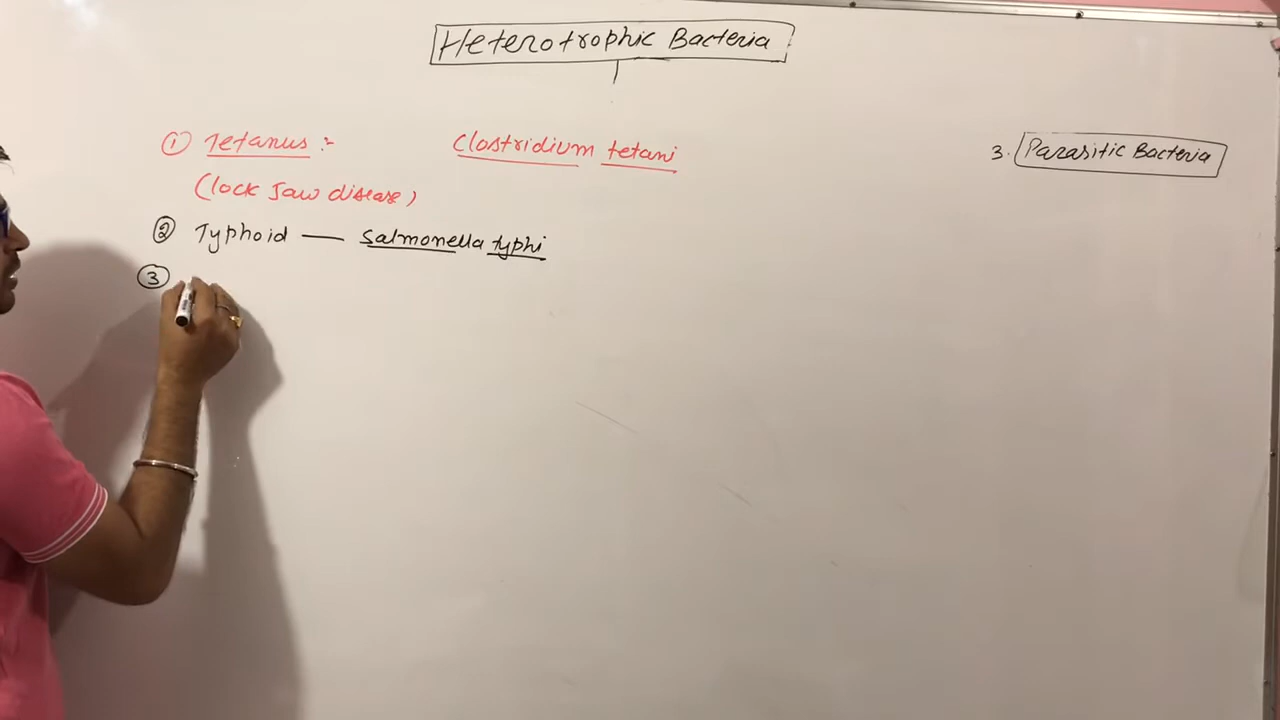 Heterotrophic Bacteria
① Tetanus :- Clostridium tetani
(lock Jaw disease)
② Typhoid — Salmonella typhi
③
3. Parasitic Bacteria